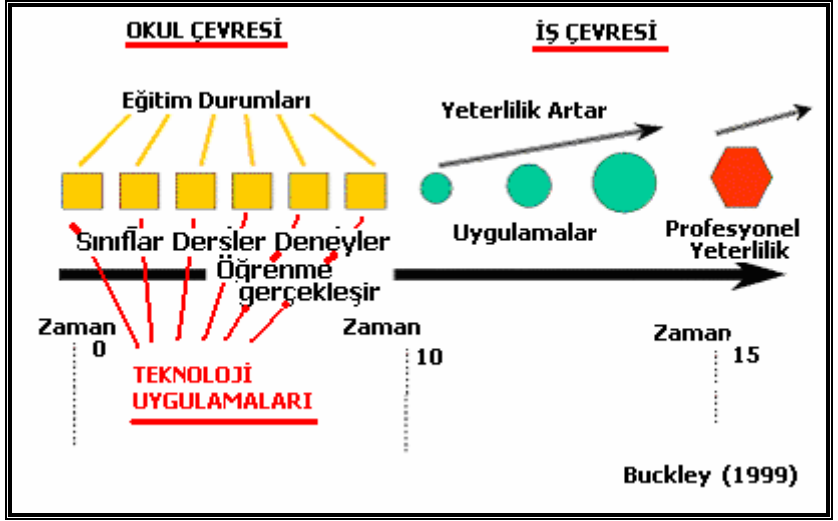 OKUL ÇEVRESİ
İŞ ÇEVRESİ
Eğitim Durumları
Yeterlilik Artar
Sınıflar Dersler Deneyler
Uygulamalar
Profesyonel
Yeterlilik
Öğrenme
gerçekleşir
Zaman
0
Zaman
10
Zaman
15
TEKNOLOJİ
UYGULAMALARI
Buckley (1999)